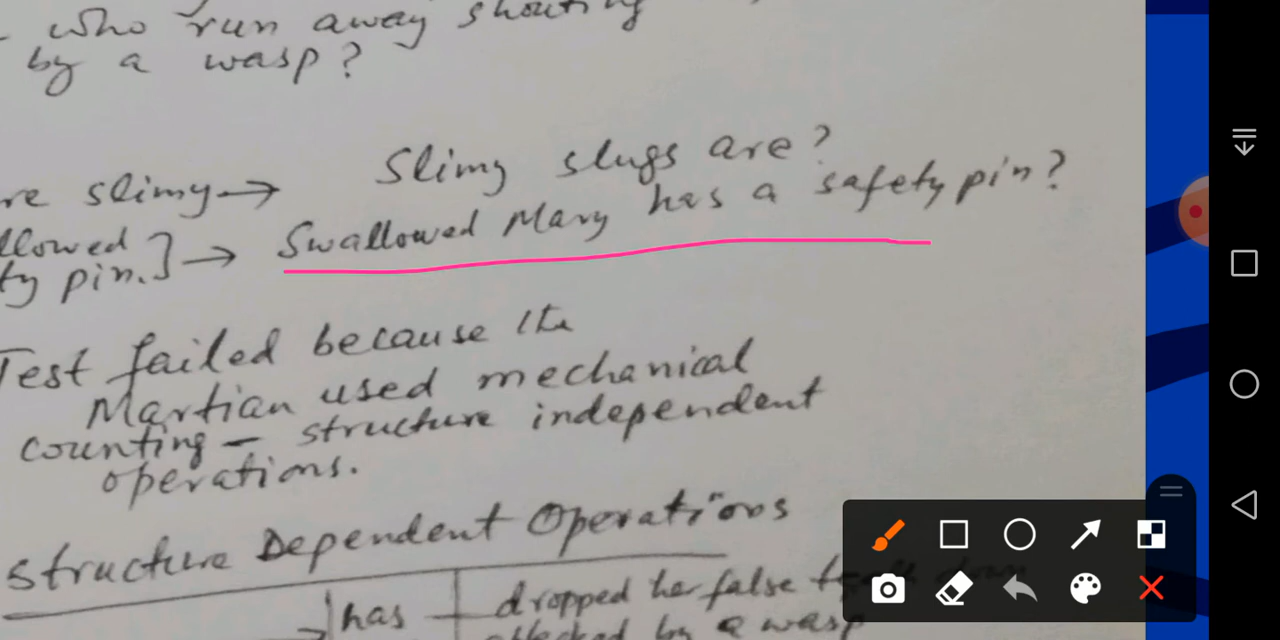 who run away shouting
by a wasp?
Slimy slugs are?
re slimy →
Swallowed Mary has a safety pin?
llowed
ty pin.] →
Test failed because the
Martian used mechanical
counting – structure independent
operations.
Structure Dependent Operations
has dropped her false
by a wasp